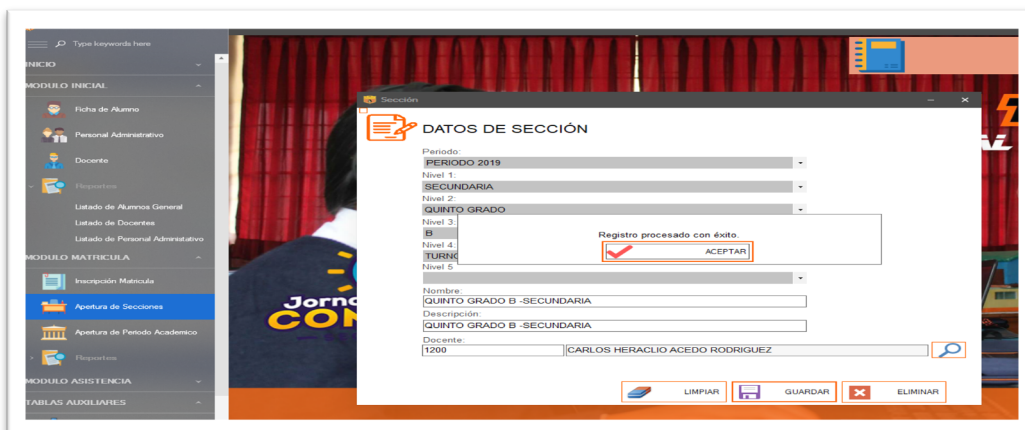 Type keywords here
INICIO
MODULO INICIAL
Ficha de Alumno
Personal Administrativo
Docente
Reportes
Listado de Alumnos General
Listado de Docentes
Listado de Personal Administativo
MODULO MATRICULA
Inscripción Matricula
Apertura de Secciones
Apertura de Periodo Academico
Reportes
MODULO ASISTENCIA
TABLAS AUXILIARES
Sección
DATOS DE SECCIÓN
Periodo:
PERIODO 2019
Nivel 1:
SECUNDARIA
Nivel 2:
QUINTO GRADO
Nivel 3:
B
Nivel 4:
TURNO
Nivel 5
Registro procesado con éxito.
ACEPTAR
Nombre:
QUINTO GRADO B -SECUNDARIA
Descripción:
QUINTO GRADO B -SECUNDARIA
Docente:
1200 CARLOS HERACLIO ACEDO RODRIGUEZ
LIMPIAR GUARDAR ELIMINAR